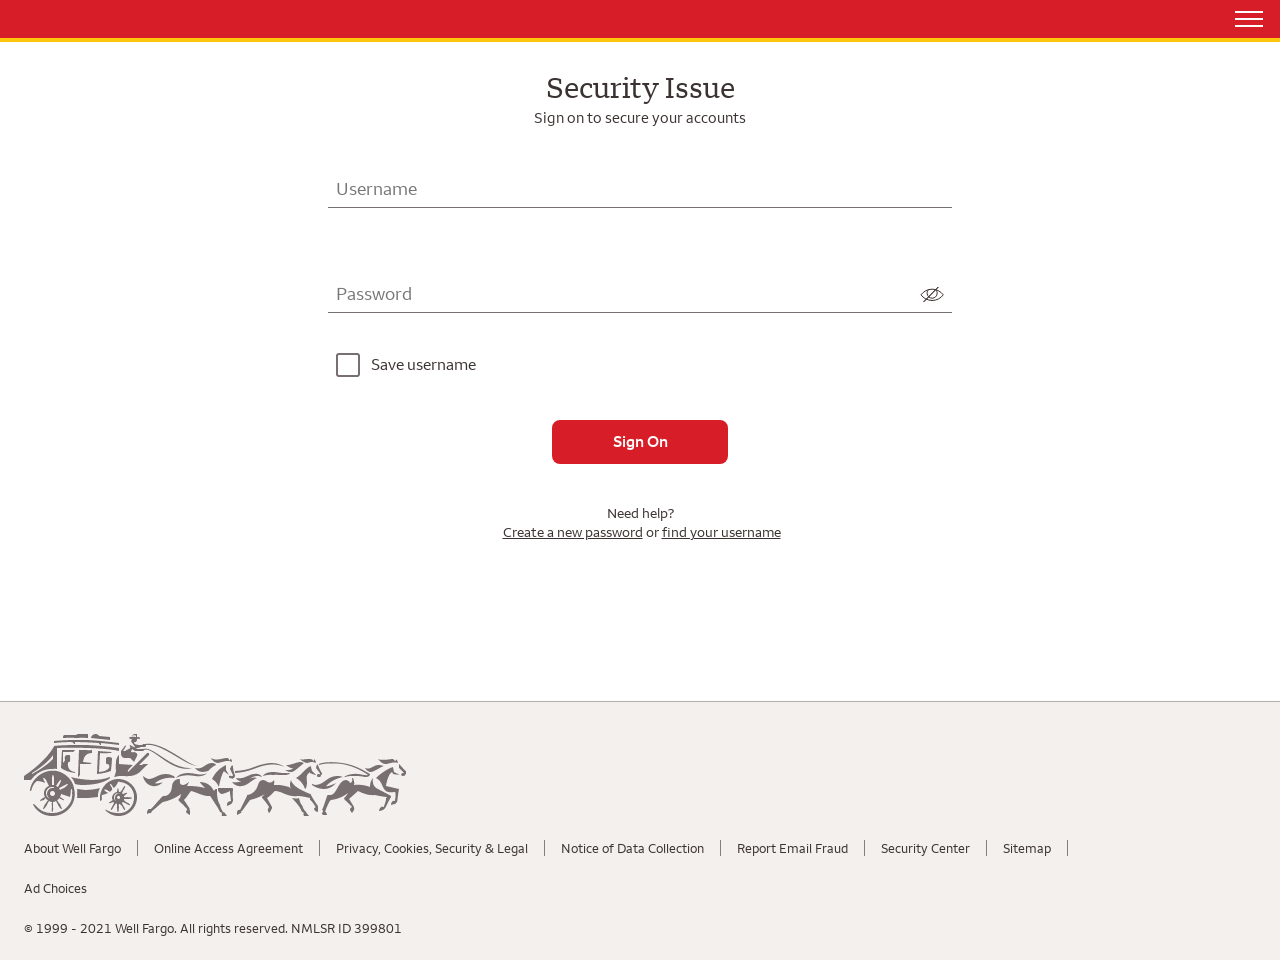 Security Issue
Sign on to secure your accounts
Username
Password
Save username
Sign On
Need help?
Create a new password or find your username
About Well Fargo
Online Access Agreement
Privacy, Cookies, Security & Legal
Notice of Data Collection
Report Email Fraud
Security Center
Sitemap
Ad Choices
© 1999 - 2021 Well Fargo. All rights reserved. NMLSR ID 399801